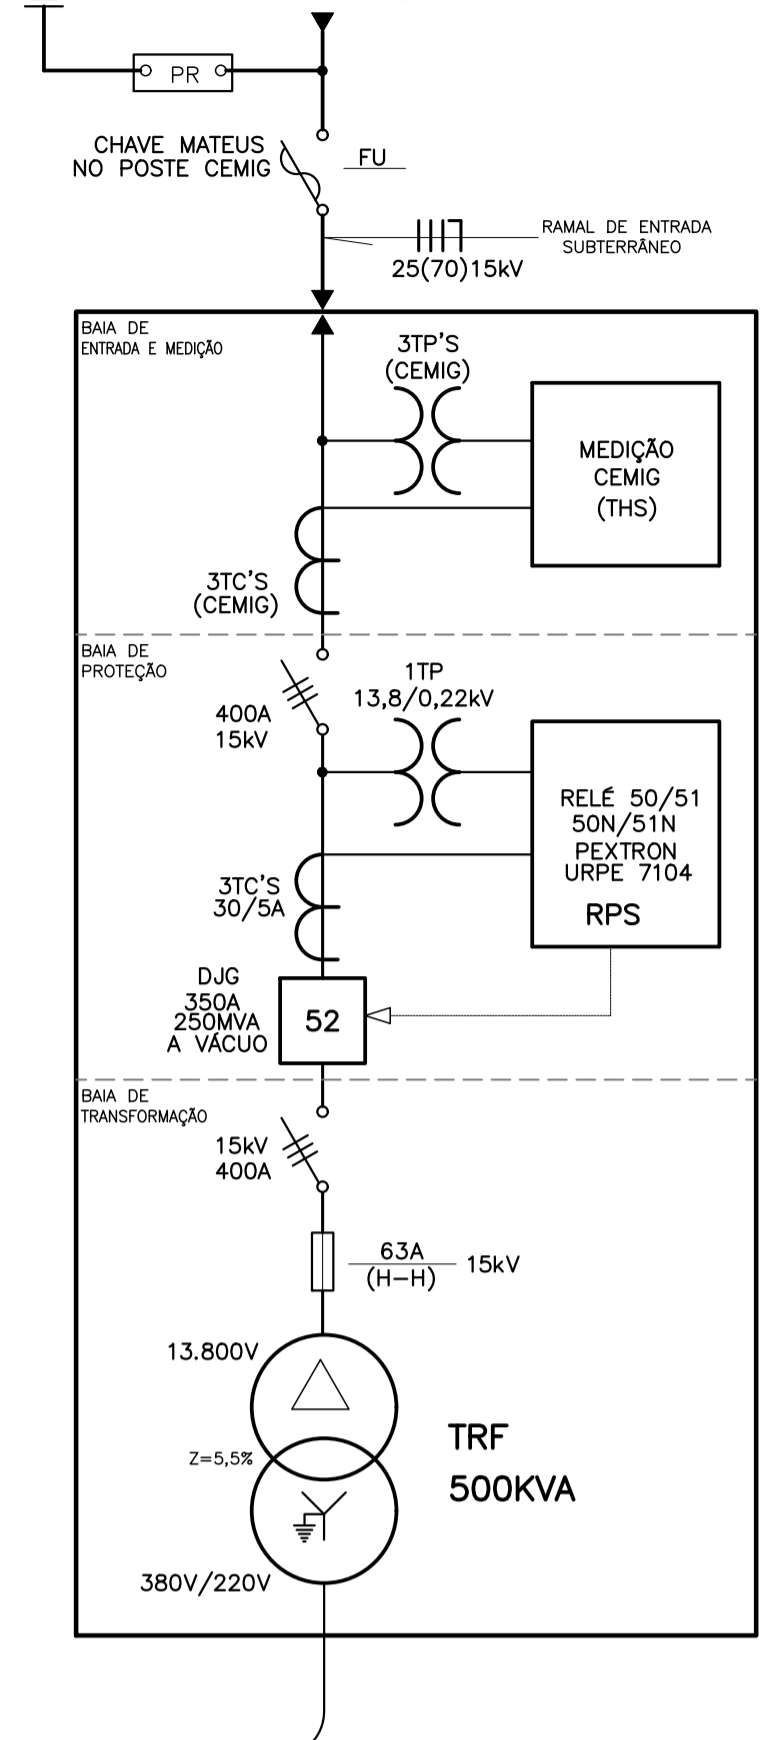 PR
CHAVE MATEUS
NO POSTE CEMIG
FU
RAMAL DE ENTRADA
SUBTERRÂNEO
25(70)15kV
BAIA DE
ENTRADA E MEDIÇÃO
3TP'S
(CEMIG)
MEDIÇÃO
CEMIG
(THS)
3TC'S
(CEMIG)
BAIA DE
PROTEÇÃO
1TP
13,8/0,22kV
400A
15kV
RELÉ 50/51
50N/51N
PEXTRON
URPE 7104
RPS
3TC'S
30/5A
DJG
350A
250MVA
A VÁCUO
52
BAIA DE
TRANSFORMAÇÃO
15kV
400A
63A
(H-H)
15kV
13.800V
Z=5,5%
TRF
500KVA
380V/220V